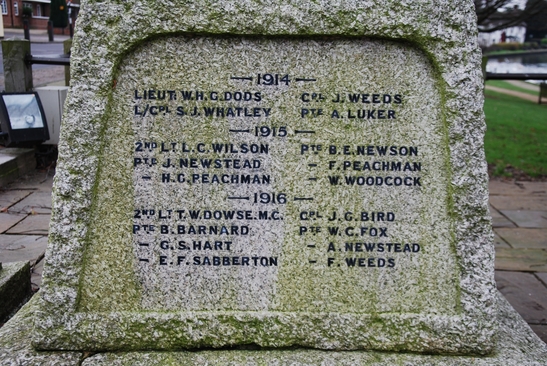 — 1914 —
LIEUT. W.H.G. DODS CPL J. WEEDS
L/CPL S.J. WHATLEY PTE A. LUKER
— 1915 —
2ND LT L.C. WILSON PTE B.E. NEWSON
PTE J. NEWSTEAD - F. PEACHMAN
- H.G. PEACHMAN - W. WOODCOCK
— 1916 —
2ND LT T.W. DOWSE. M.C. CPL J.G. BIRD
PTE B. BARNARD PTE W.C. FOX
- G.S. HART - A. NEWSTEAD
- E.F. SABBERTON - F. WEEDS